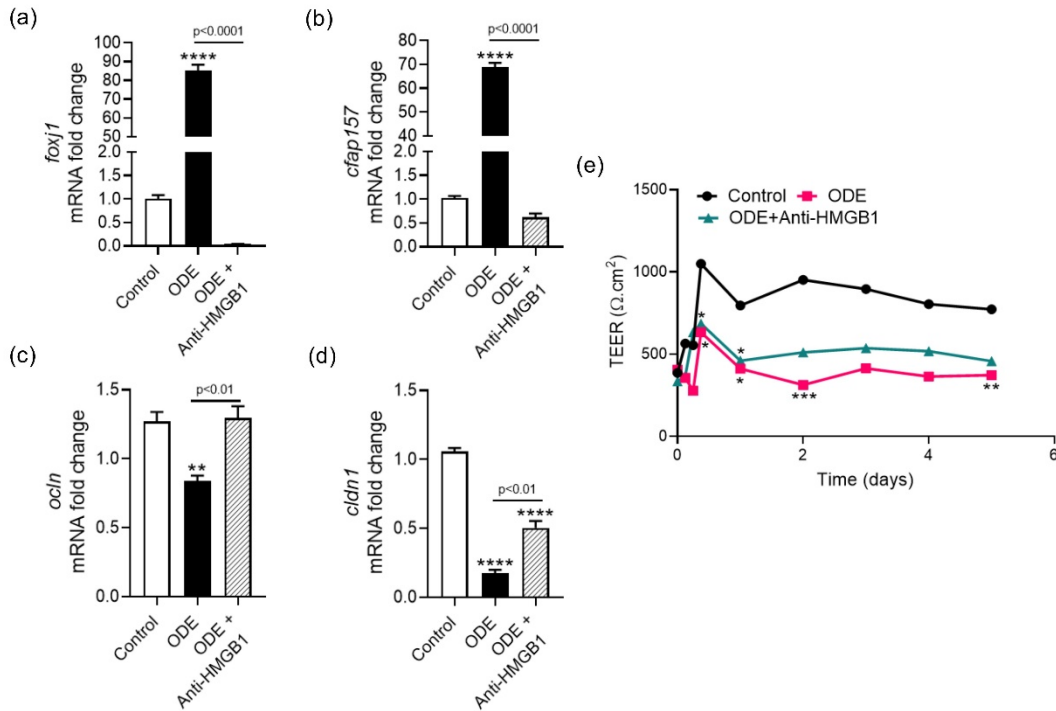 (a)
p<0.0001
****
foxj1
mRNA fold change
100
95
90
85
80
75
70
65
60
55
50
2.0
1.5
1.0
0.5
0.0
Control
ODE
ODE +
Anti-HMGB1
(b)
p<0.0001
****
cfap157
mRNA fold change
80
70
60
50
40
2.0
1.5
1.0
0.5
0.0
Control
ODE
ODE +
Anti-HMGB1
(c)
p<0.01
**
ocln
mRNA fold change
1.5
1.0
0.5
0.0
Control
ODE
ODE +
Anti-HMGB1
(d)
p<0.01
****
****
cldn1
mRNA fold change
1.5
1.0
0.5
0.0
Control
ODE
ODE +
Anti-HMGB1
(e)
Control ODE
ODE+Anti-HMGB1
TEER (Ω.cm²)
1500
1000
500
0
*
*
*
*
***
**
0 2 4 6
Time (days)